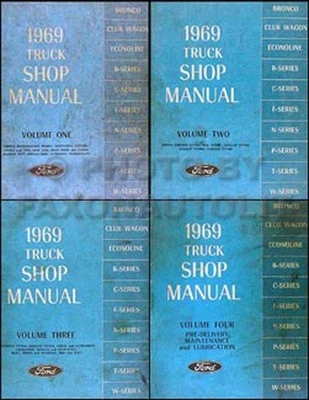 1969
TRUCK
SHOP
MANUAL
VOLUME ONE
Ford
BRONCO
CLUB WAGON
ECONOLINE
B-SERIES
C-SERIES
F-SERIES
N-SERIES
P-SERIES
T-SERIES
W-SERIES
1969
TRUCK
SHOP
MANUAL
VOLUME TWO
Ford
BRONCO
CLUB WAGON
ECONOLINE
B-SERIES
C-SERIES
F-SERIES
N-SERIES
P-SERIES
T-SERIES
W-SERIES
1969
TRUCK
SHOP
MANUAL
VOLUME THREE
Ford
BRONCO
CLUB WAGON
ECONOLINE
B-SERIES
C-SERIES
F-SERIES
N-SERIES
P-SERIES
T-SERIES
W-SERIES
1969
TRUCK
SHOP
MANUAL
VOLUME FOUR
PRE-DELIVERY,
MAINTENANCE
and LUBRICATION
Ford
BRONCO
CLUB WAGON
ECONOLINE
B-SERIES
C-SERIES
F-SERIES
N-SERIES
P-SERIES
T-SERIES
W-SERIES